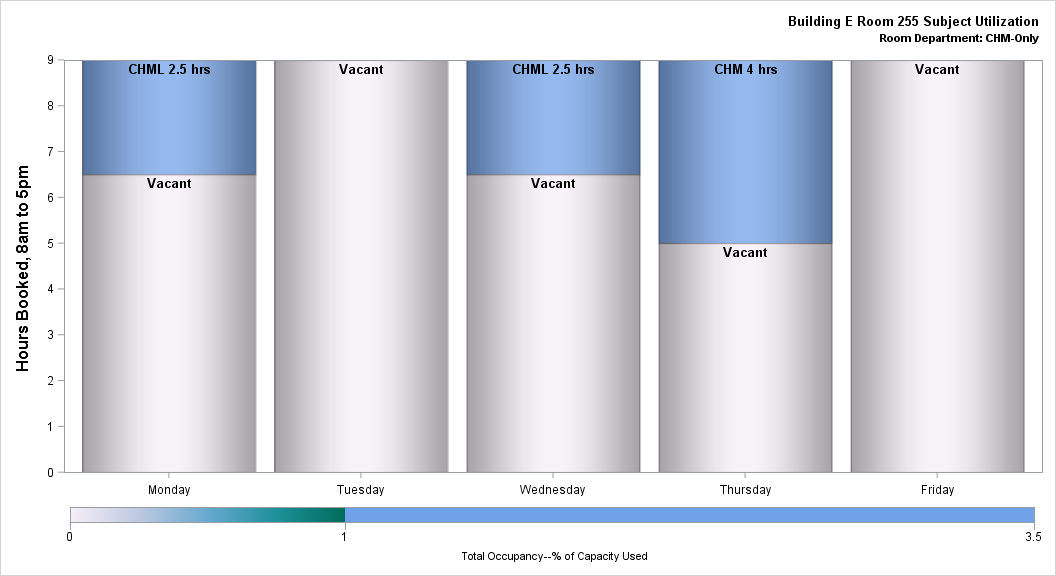 Building E Room 255 Subject Utilization
Room Department: CHM-Only
Hours Booked, 8am to 5pm
9
8
7
6
5
4
3
2
1
0
CHML 2.5 hrs
Vacant
Vacant
CHML 2.5 hrs
Vacant
CHM 4 hrs
Vacant
Vacant
Monday
Tuesday
Wednesday
Thursday
Friday
0
1
3.5
Total Occupancy--% of Capacity Used